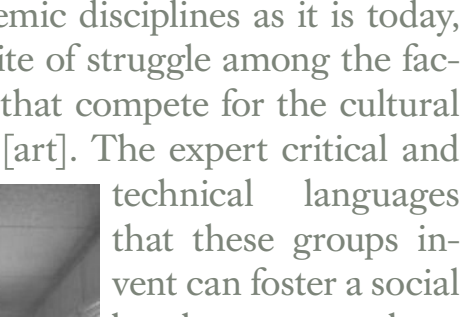 emic disciplines as it is today,
ite of struggle among the fac-
that compete for the cultural
[art]. The expert critical and
technical languages
that these groups in-
vent can foster a social